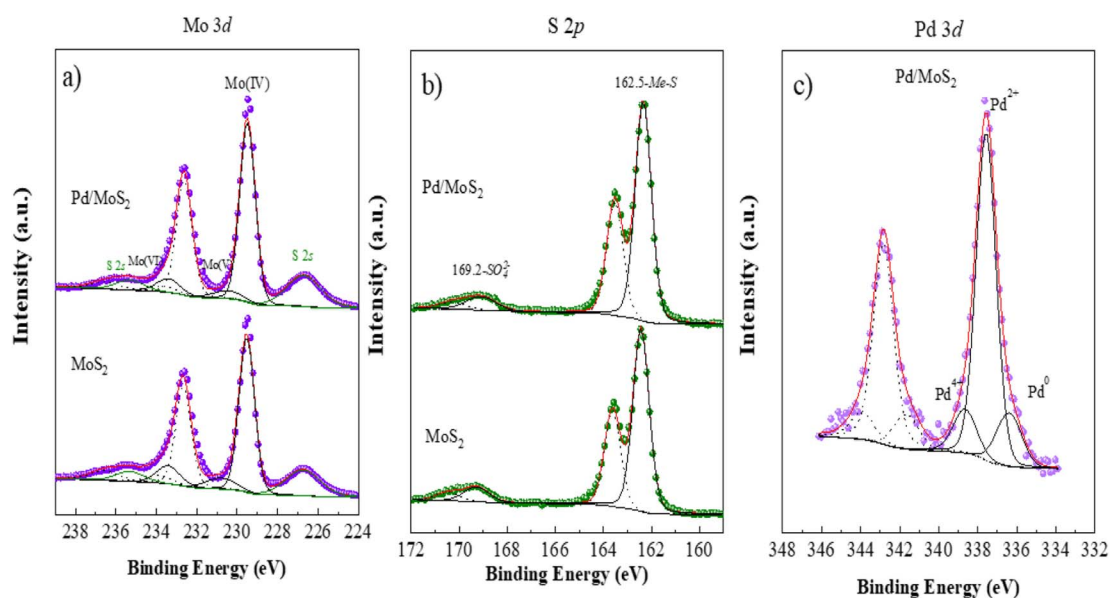 Mo 3d
S 2p
Pd 3d
a)
Mo(IV)
Pd/MoS2
S 2s
Mo(VI)
Mo(V)
S 2s
MoS2
Intensity (a.u.)
238 236 234 232 230 228 226 224
Binding Energy (eV)
b)
162.5-Me-S
Pd/MoS2
169.2-SO4^2-
MoS2
Intensity (a.u.)
172 170 168 166 164 162 160
Binding Energy (eV)
c)
Pd/MoS2
Pd2+
Pd4+
Pd0
Intensity (a.u.)
348 346 344 342 340 338 336 334 332
Binding Energy (eV)